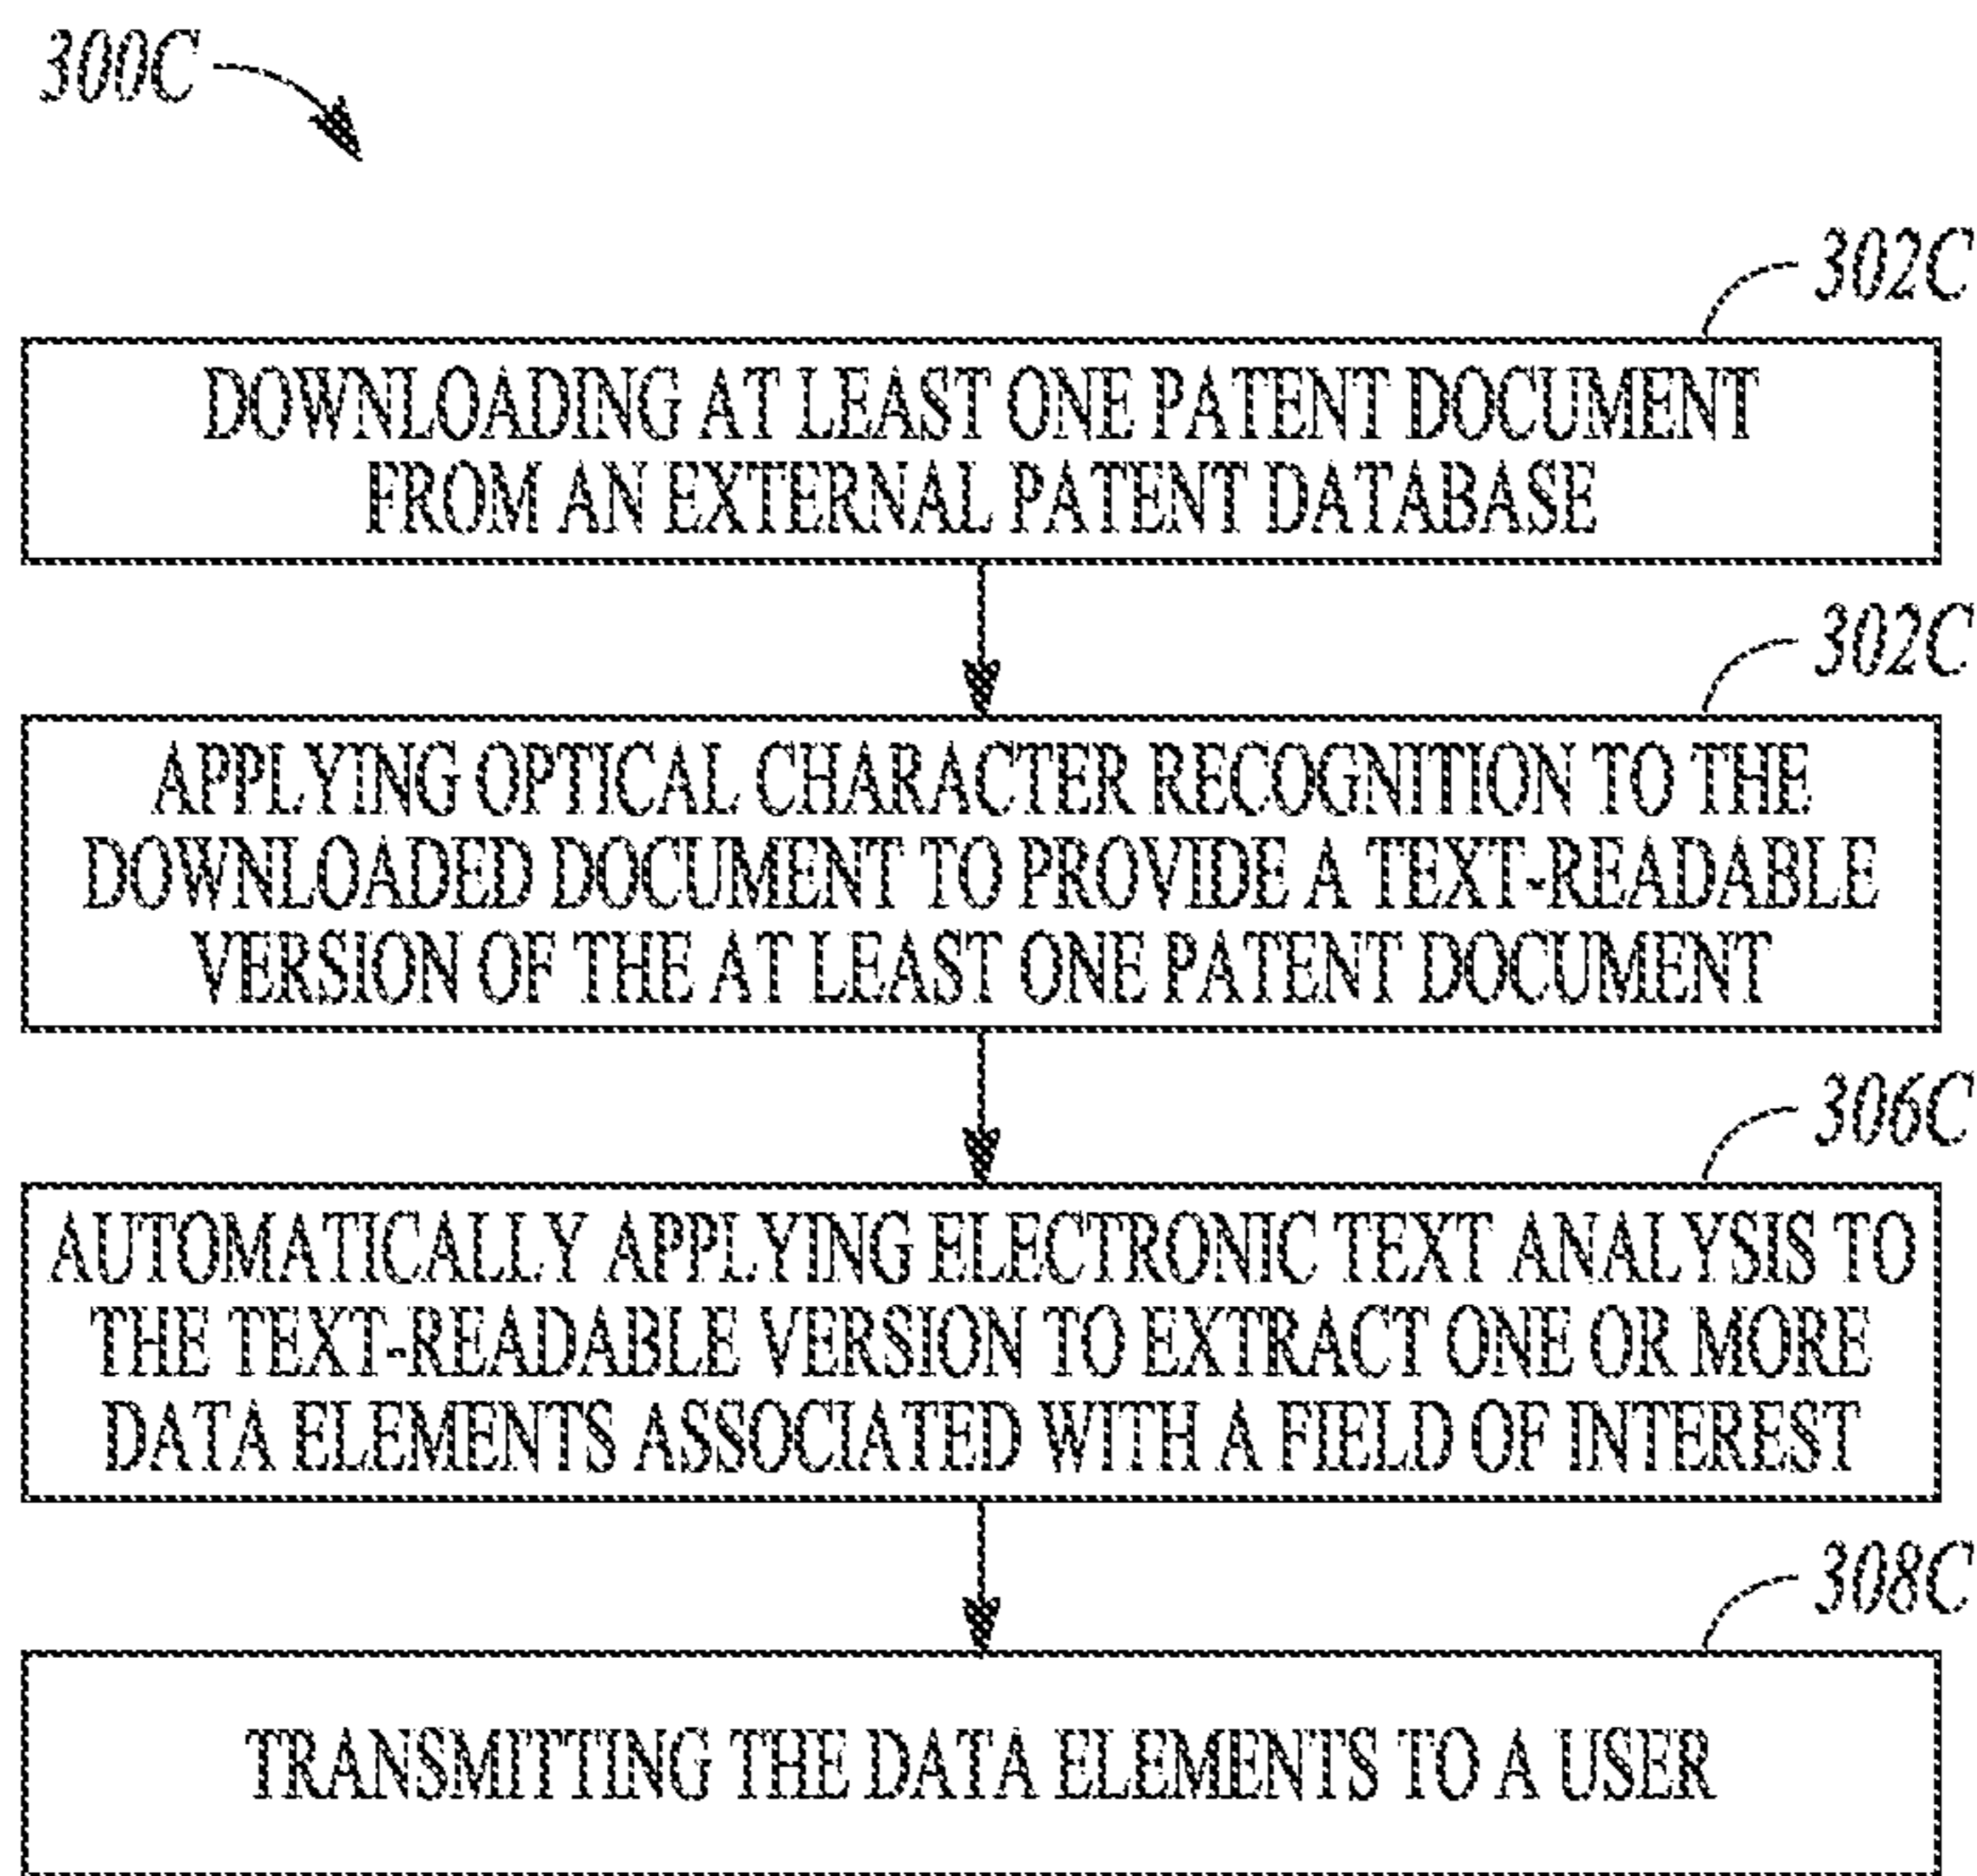 300C
302C
DOWNLOADING AT LEAST ONE PATENT DOCUMENT
FROM AN EXTERNAL PATENT DATABASE
302C
APPLYING OPTICAL CHARACTER RECOGNITION TO THE
DOWNLOADED DOCUMENT TO PROVIDE A TEXT-READABLE
VERSION OF THE AT LEAST ONE PATENT DOCUMENT
306C
AUTOMATICALLY APPLYING ELECTRONIC TEXT ANALYSIS TO
THE TEXT-READABLE VERSION TO EXTRACT ONE OR MORE
DATA ELEMENTS ASSOCIATED WITH A FIELD OF INTEREST
308C
TRANSMITTING THE DATA ELEMENTS TO A USER